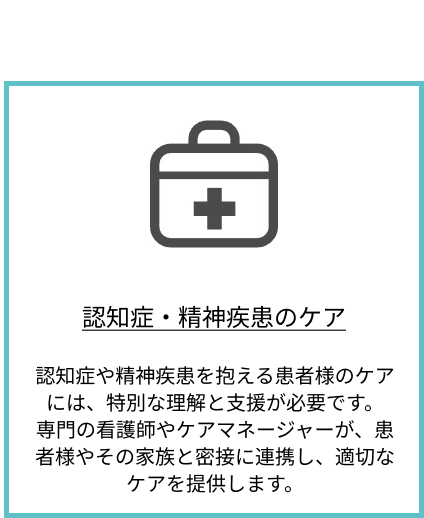 認知症・精神疾患のケア
認知症や精神疾患を抱える患者様のケア
には、特別な理解と支援が必要です。
専門の看護師やケアマネージャーが、患
者様やその家族と密接に連携し、適切な
ケアを提供します。